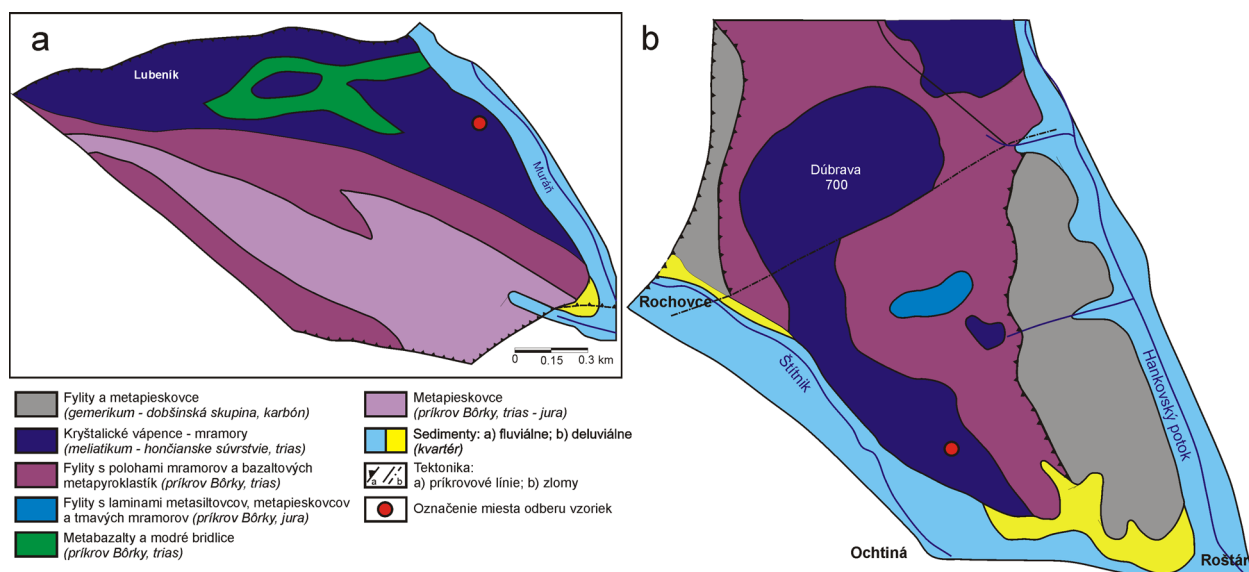 a
Lubeník
Muráň
0 0.15 0.3 km
b
Dúbrava
700
Rochovce
Štítnik
Hankovský potok
Ochtiná
Roštár
Fylity a metapieskovce
(gemerikum - dobšinská skupina, karbón)
Kryštalické vápence - mramory
(meliatikum - hončianske súvrstvie, trias)
Fylity s polohami mramorov a bazaltových
metapyroklastík (príkrov Bôrky, trias)
Fylity s laminami metasiltovcov, metapieskovcov
a tmavých mramorov (príkrov Bôrky, jura)
Metabazalty a modré bridlice
(príkrov Bôrky, trias)
Metapieskovce
(príkrov Bôrky, trias - jura)
Sedimenty: a) fluviálne; b) deluviálne
(kvartér)
a b
Tektonika:
a) príkrovové línie; b) zlomy
Označenie miesta odberu vzoriek